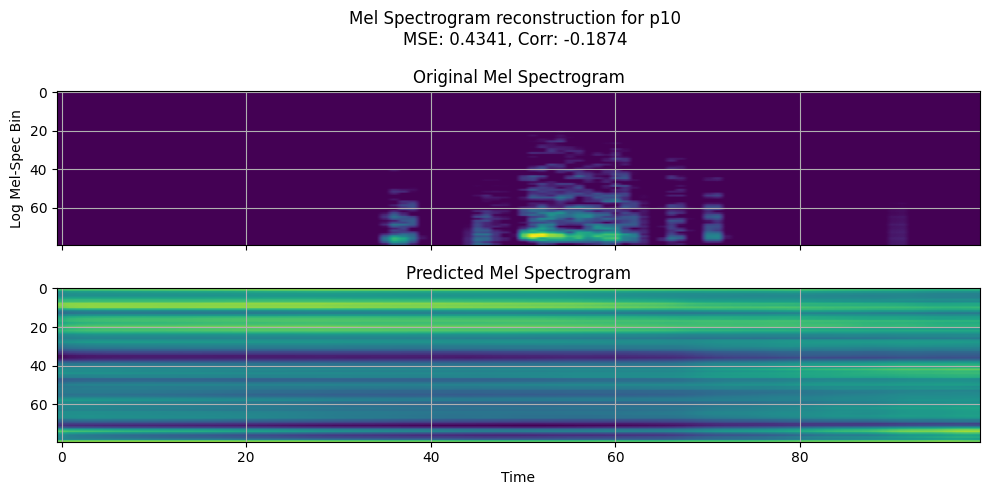 Mel Spectrogram reconstruction for p10
MSE: 0.4341, Corr: -0.1874
Original Mel Spectrogram
Log Mel-Spec Bin
0
20
40
60
Predicted Mel Spectrogram
0
20
40
60
0 20 40 60 80
Time